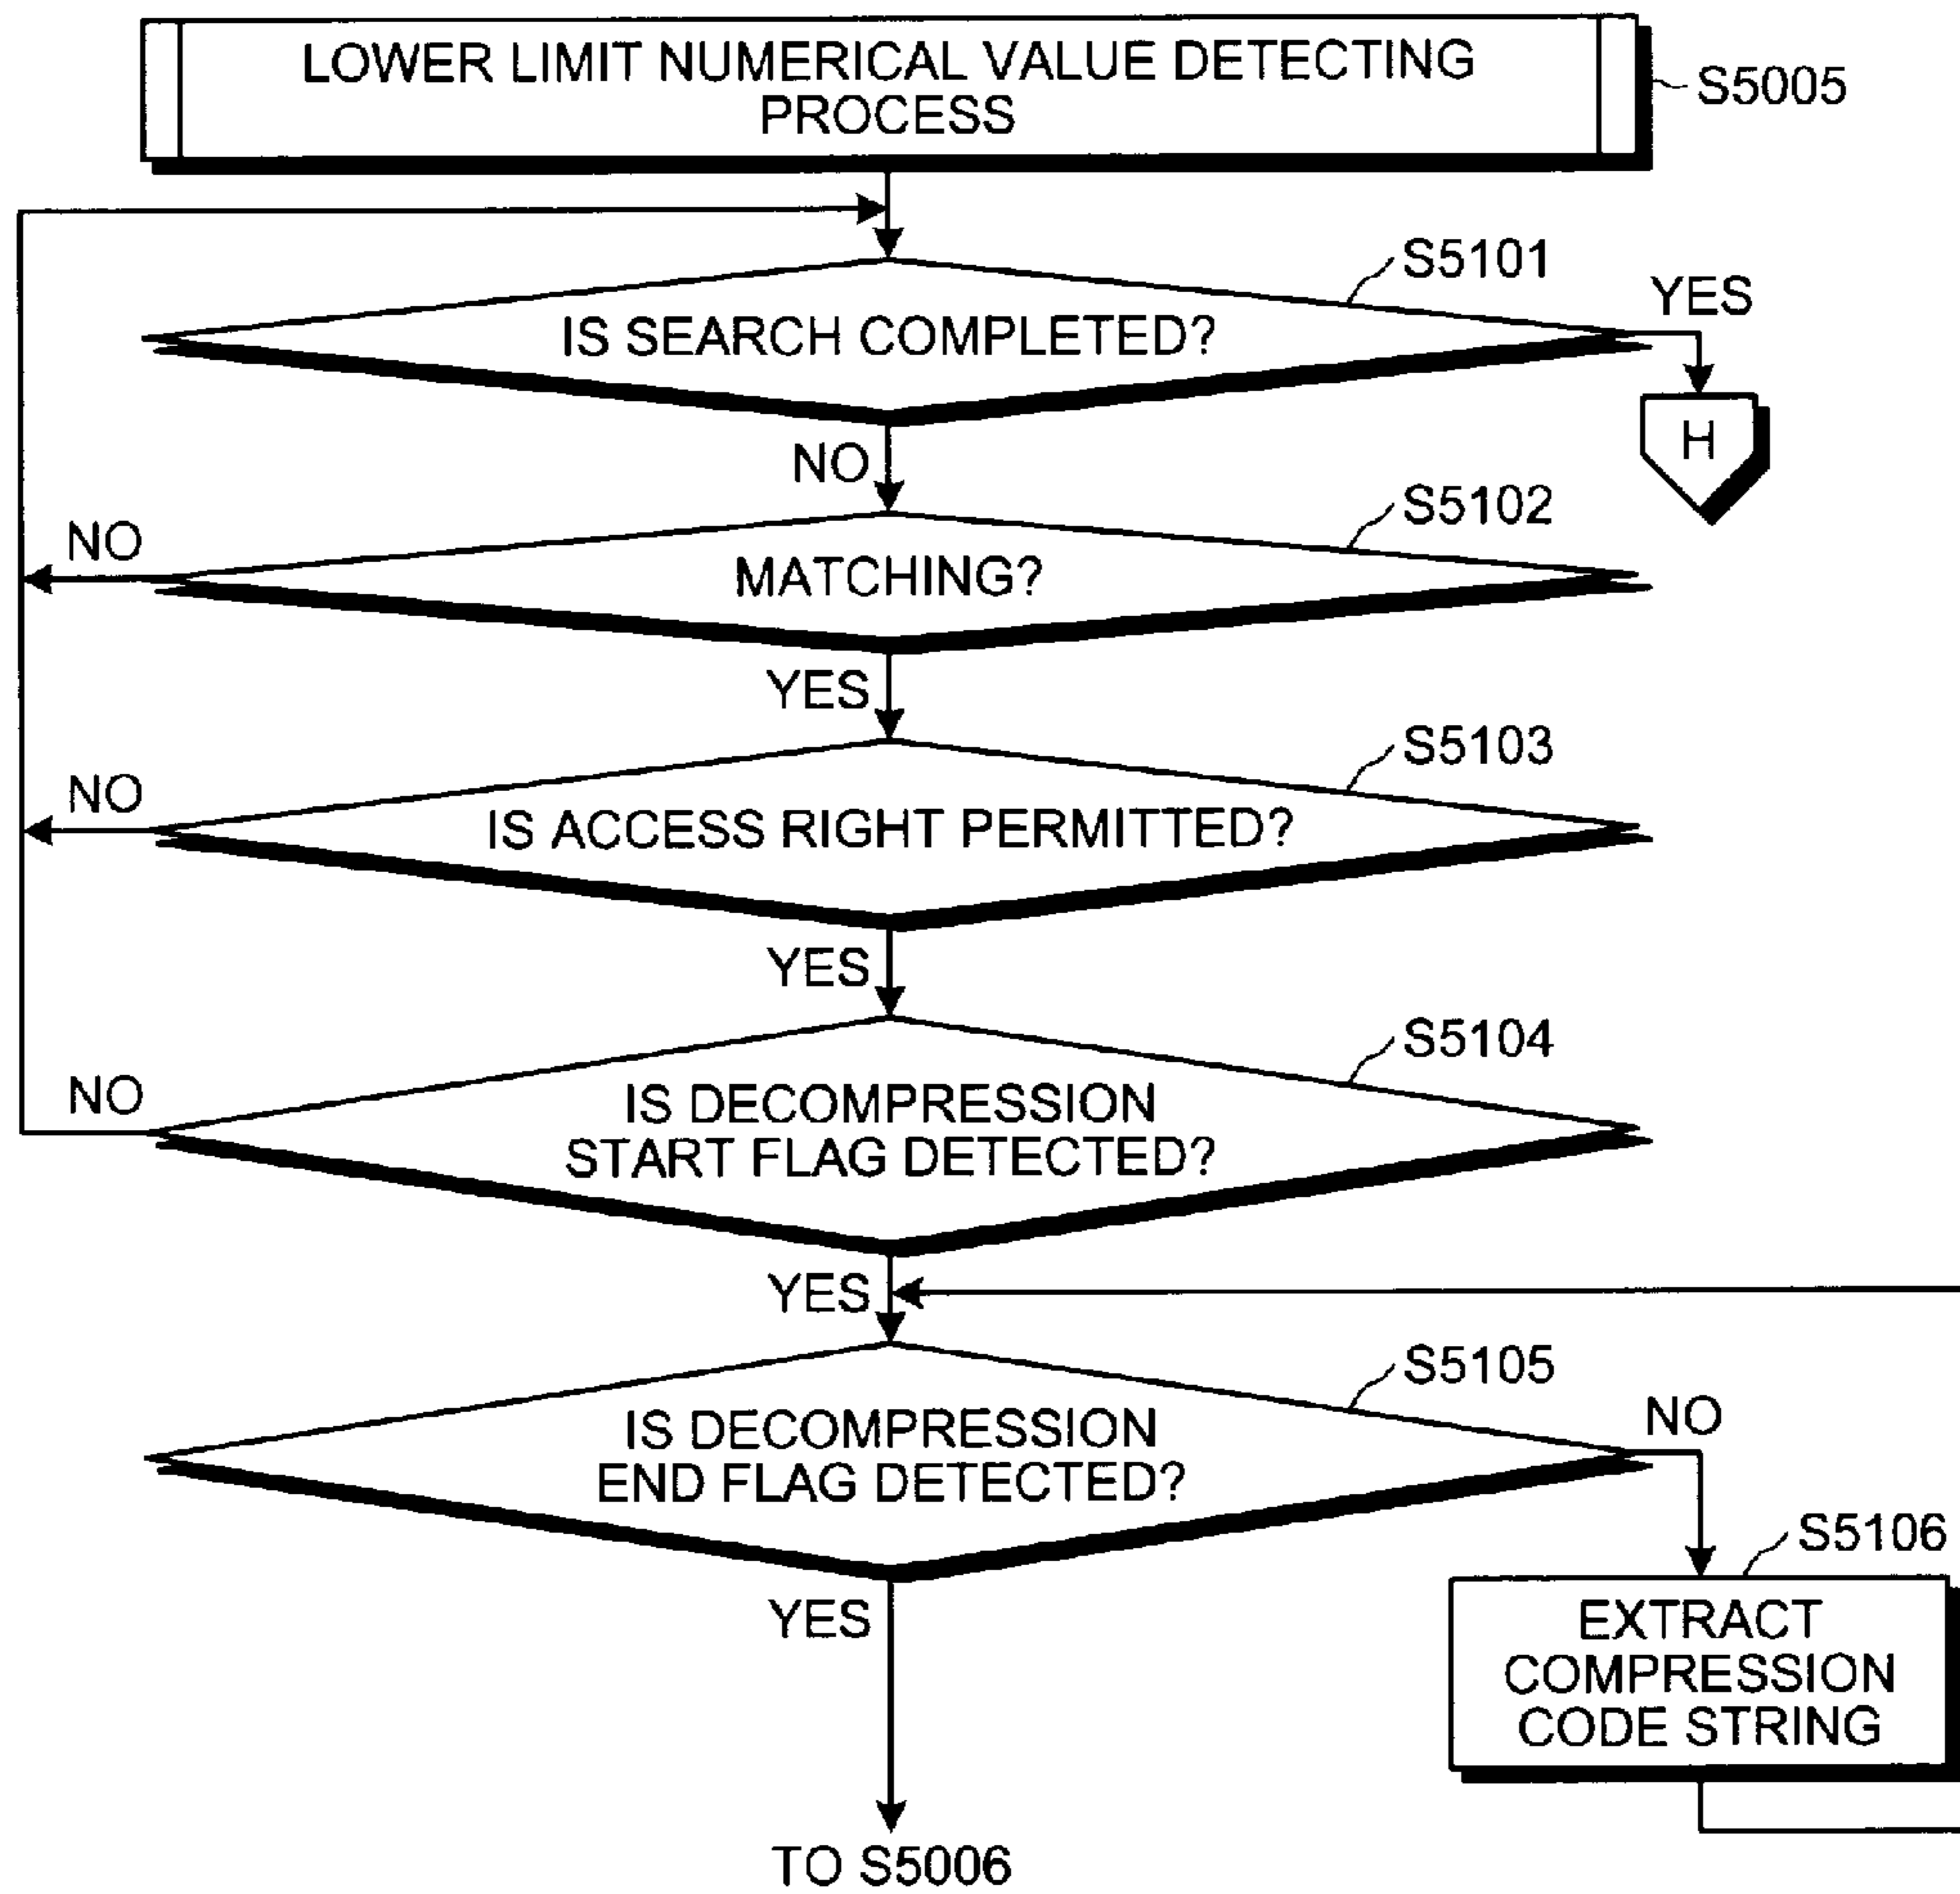 LOWER LIMIT NUMERICAL VALUE DETECTING
PROCESS
S5005
S5101
YES
IS SEARCH COMPLETED?
H
NO
S5102
NO
MATCHING?
YES
S5103
NO
IS ACCESS RIGHT PERMITTED?
YES
S5104
NO
IS DECOMPRESSION
START FLAG DETECTED?
YES
S5105
NO
IS DECOMPRESSION
END FLAG DETECTED?
S5106
YES
EXTRACT
COMPRESSION
CODE STRING
TO S5006